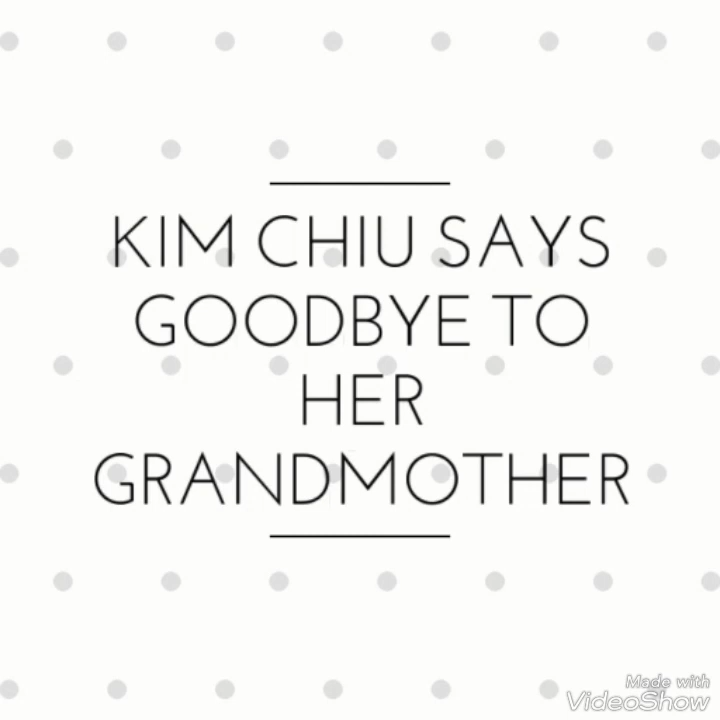 KIM CHIU SAYS
GOODBYE TO
HER
GRANDMOTHER
Made with
VideoShow